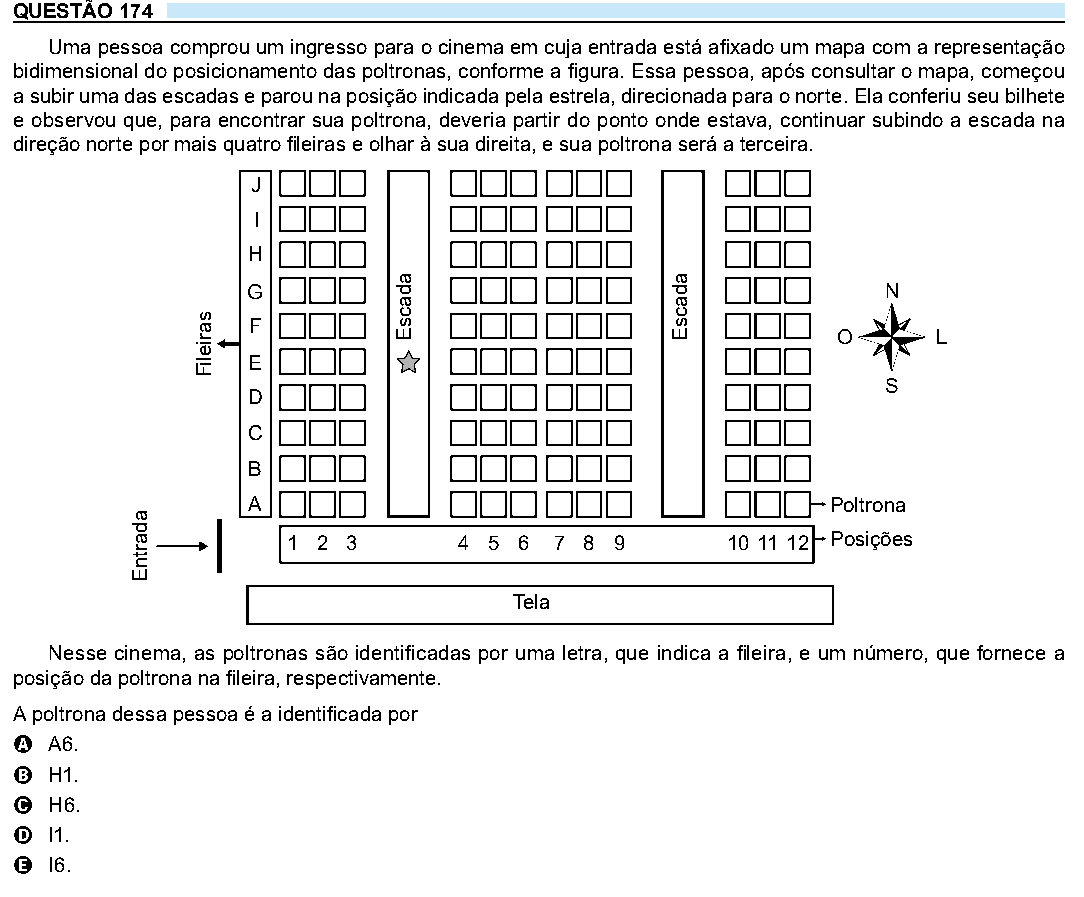 QUESTÃO 174
Uma pessoa comprou um ingresso para o cinema em cuja entrada está afixado um mapa com a representação
bidimensional do posicionamento das poltronas, conforme a figura. Essa pessoa, após consultar o mapa, começou
a subir uma das escadas e parou na posição indicada pela estrela, direcionada para o norte. Ela conferiu seu bilhete
e observou que, para encontrar sua poltrona, deveria partir do ponto onde estava, continuar subindo a escada na
direção norte por mais quatro fileiras e olhar à sua direita, e sua poltrona será a terceira.
J
I
H
G
F
E
D
C
B
A
Fileiras
Escada
Escada
N
O
L
S
Entrada
Poltrona
1 2 3 4 5 6 7 8 9 10 11 12
Posições
Tela
Nesse cinema, as poltronas são identificadas por uma letra, que indica a fileira, e um número, que fornece a
posição da poltrona na fileira, respectivamente.
A poltrona dessa pessoa é a identificada por
A A6.
B H1.
C H6.
D I1.
E I6.